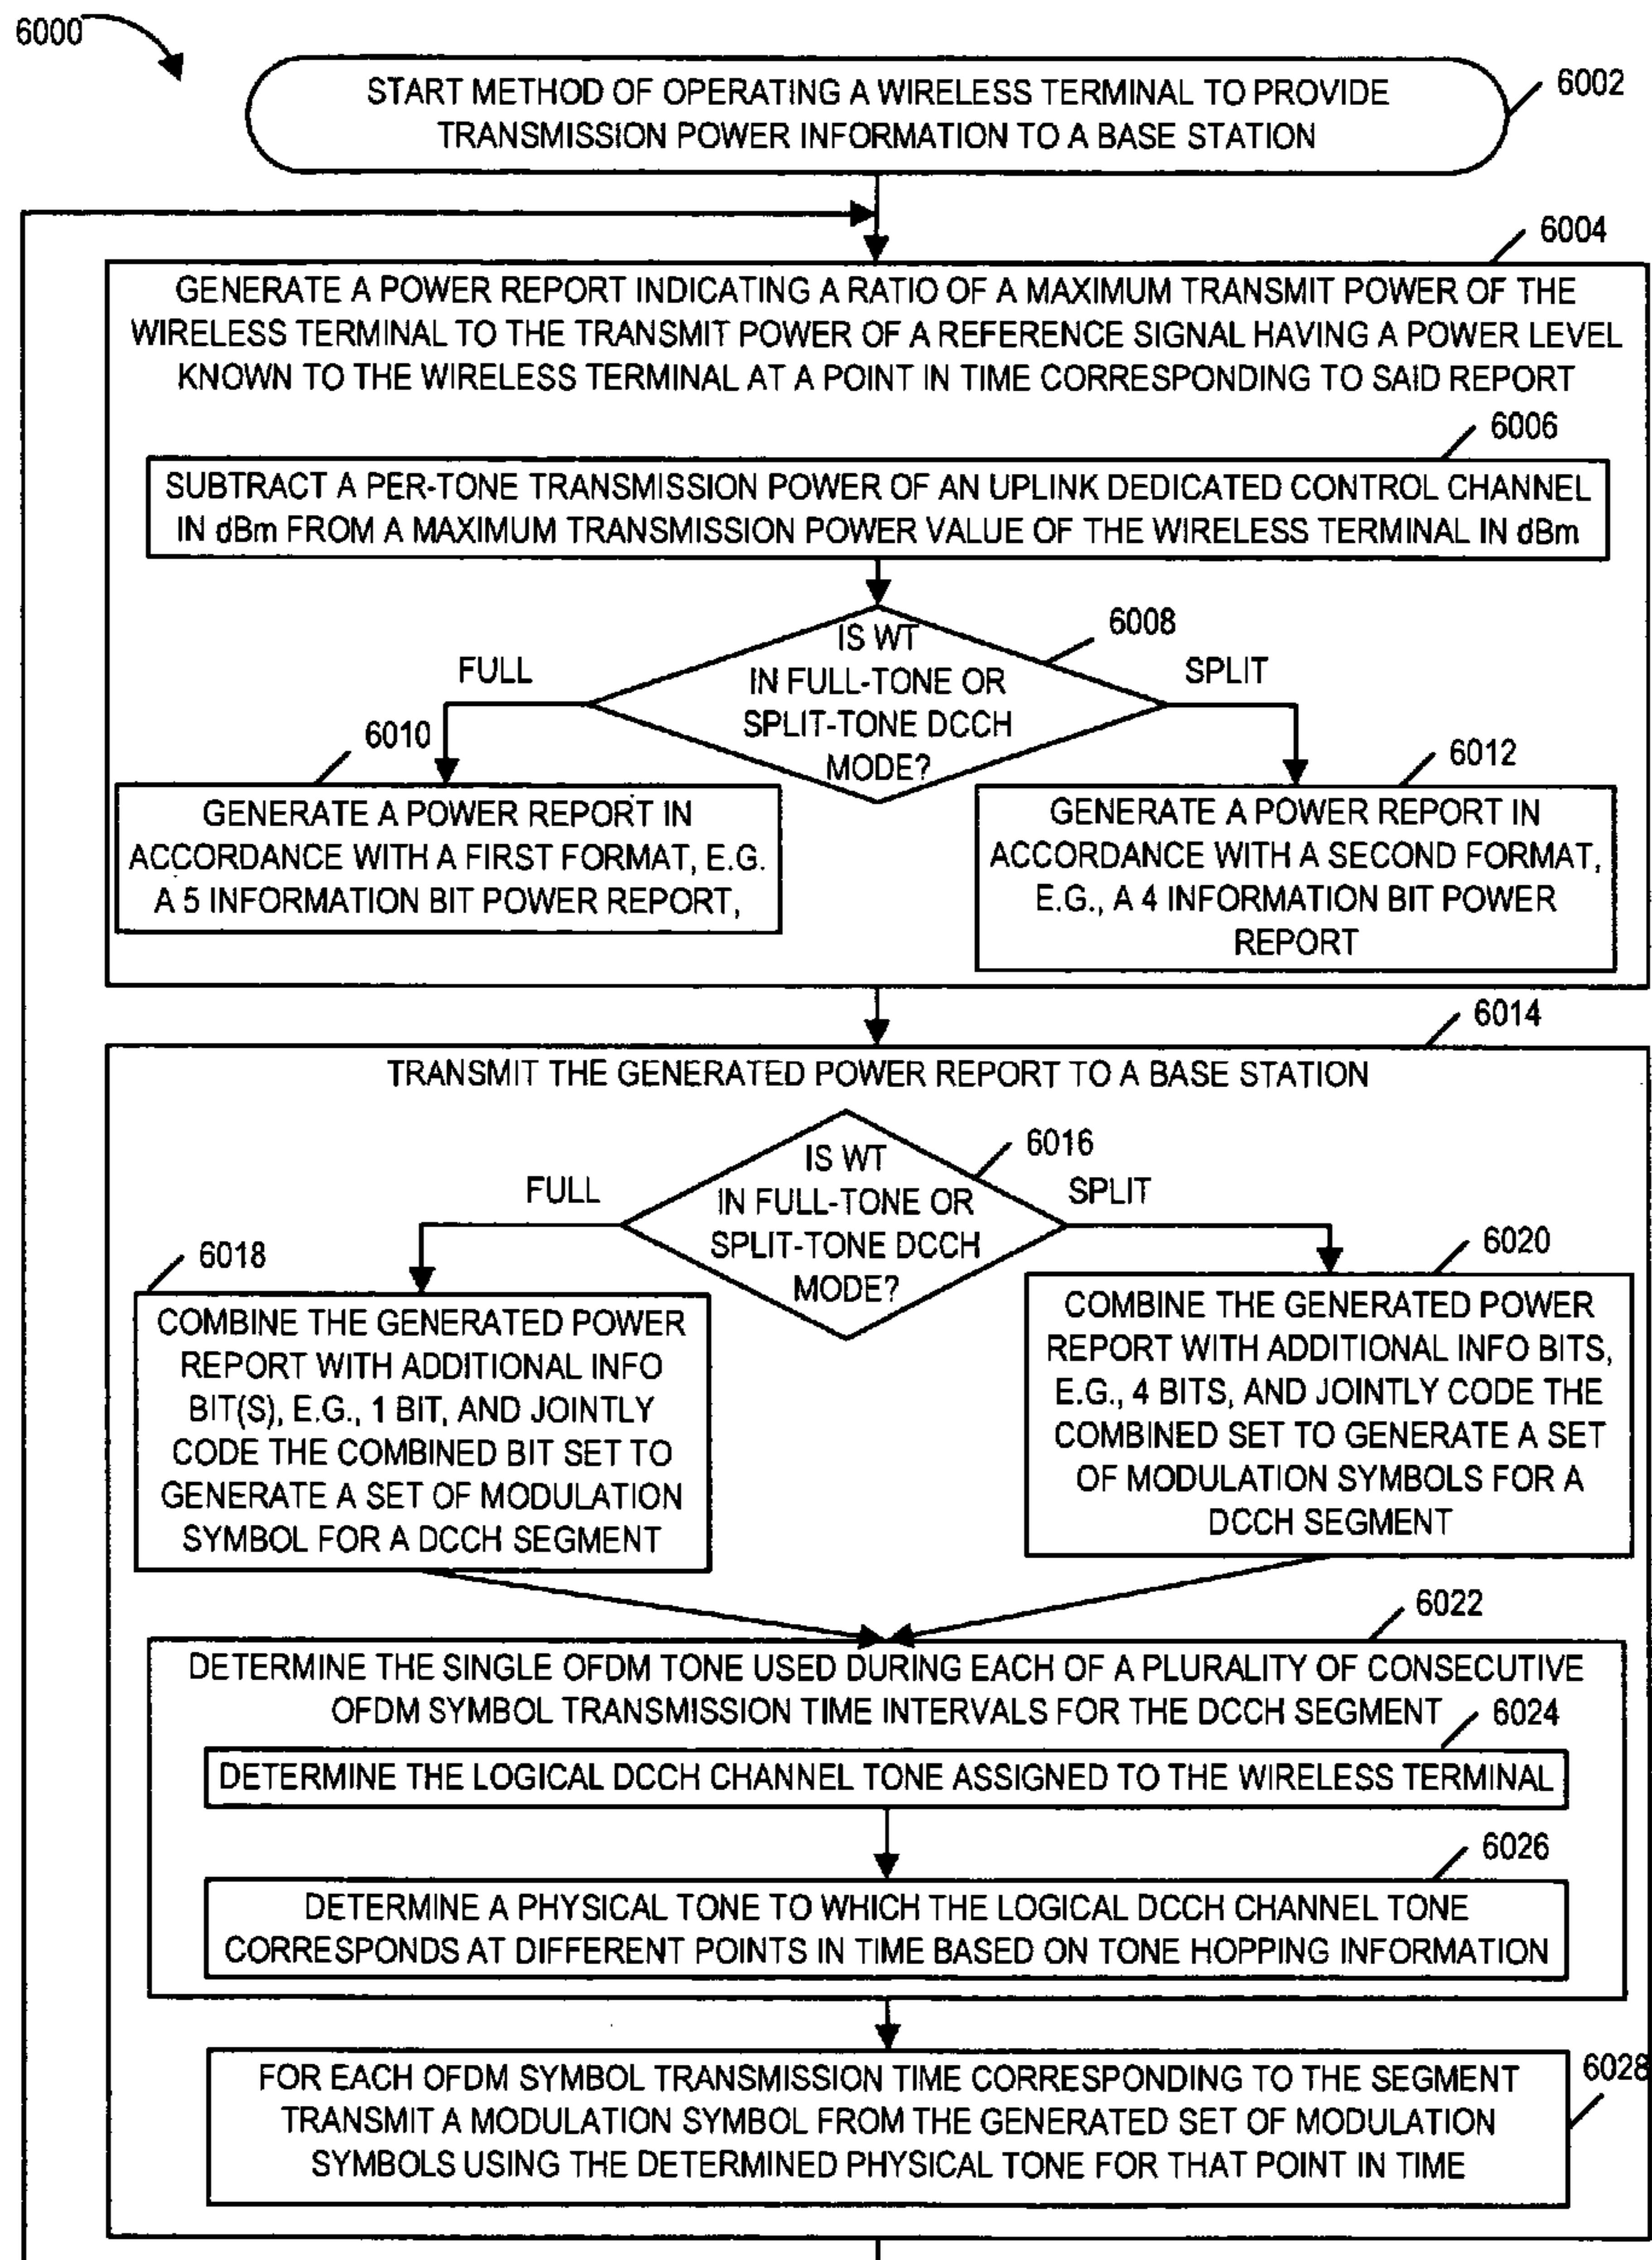 6000
START METHOD OF OPERATING A WIRELESS TERMINAL TO PROVIDE
TRANSMISSION POWER INFORMATION TO A BASE STATION
6002
6004
GENERATE A POWER REPORT INDICATING A RATIO OF A MAXIMUM TRANSMIT POWER OF THE
WIRELESS TERMINAL TO THE TRANSMIT POWER OF A REFERENCE SIGNAL HAVING A POWER LEVEL
KNOWN TO THE WIRELESS TERMINAL AT A POINT IN TIME CORRESPONDING TO SAID REPORT
6006
SUBTRACT A PER-TONE TRANSMISSION POWER OF AN UPLINK DEDICATED CONTROL CHANNEL
IN dBm FROM A MAXIMUM TRANSMISSION POWER VALUE OF THE WIRELESS TERMINAL IN dBm
6008
IS WT
IN FULL-TONE OR
SPLIT-TONE DCCH
MODE?
FULL
SPLIT
6010
GENERATE A POWER REPORT IN
ACCORDANCE WITH A FIRST FORMAT, E.G.
A 5 INFORMATION BIT POWER REPORT,
6012
GENERATE A POWER REPORT IN
ACCORDANCE WITH A SECOND FORMAT,
E.G., A 4 INFORMATION BIT POWER
REPORT
6014
TRANSMIT THE GENERATED POWER REPORT TO A BASE STATION
6016
IS WT
IN FULL-TONE OR
SPLIT-TONE DCCH
MODE?
FULL
SPLIT
6018
COMBINE THE GENERATED POWER
REPORT WITH ADDITIONAL INFO
BIT(S), E.G., 1 BIT, AND JOINTLY
CODE THE COMBINED BIT SET TO
GENERATE A SET OF MODULATION
SYMBOL FOR A DCCH SEGMENT
6020
COMBINE THE GENERATED POWER
REPORT WITH ADDITIONAL INFO BITS,
E.G., 4 BITS, AND JOINTLY CODE THE
COMBINED SET TO GENERATE A SET
OF MODULATION SYMBOLS FOR A
DCCH SEGMENT
6022
DETERMINE THE SINGLE OFDM TONE USED DURING EACH OF A PLURALITY OF CONSECUTIVE
OFDM SYMBOL TRANSMISSION TIME INTERVALS FOR THE DCCH SEGMENT
6024
DETERMINE THE LOGICAL DCCH CHANNEL TONE ASSIGNED TO THE WIRELESS TERMINAL
6026
DETERMINE A PHYSICAL TONE TO WHICH THE LOGICAL DCCH CHANNEL TONE
CORRESPONDS AT DIFFERENT POINTS IN TIME BASED ON TONE HOPPING INFORMATION
6028
FOR EACH OFDM SYMBOL TRANSMISSION TIME CORRESPONDING TO THE SEGMENT
TRANSMIT A MODULATION SYMBOL FROM THE GENERATED SET OF MODULATION
SYMBOLS USING THE DETERMINED PHYSICAL TONE FOR THAT POINT IN TIME